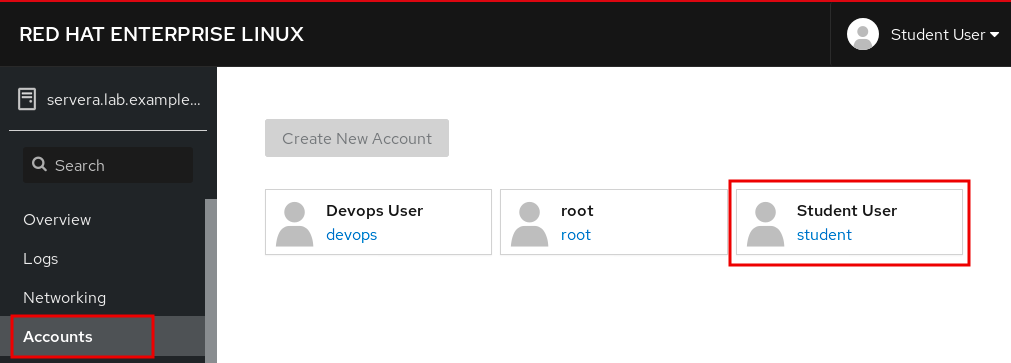 RED HAT ENTERPRISE LINUX
Student User
servera.lab.example...
Search
Overview
Logs
Networking
Accounts
Create New Account
Devops User
devops
root
root
Student User
student